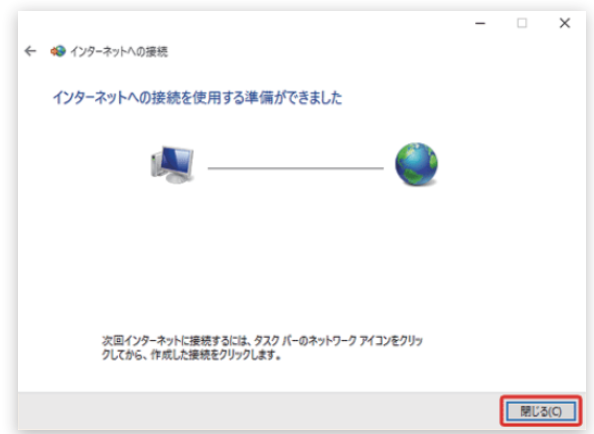 インターネットへの接続
インターネットへの接続を使用する準備ができました
次回インターネットに接続するには、タスク バーのネットワーク アイコンをクリッ
クしてから、作成した接続をクリックします。
閉じる(C)